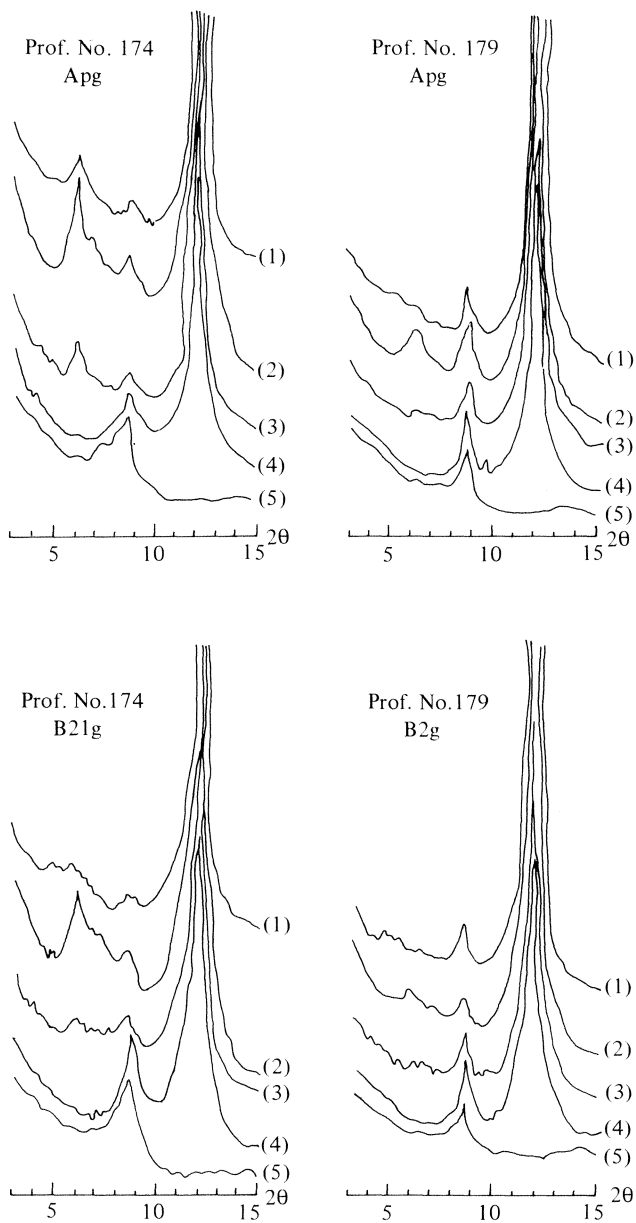 Prof. No. 174
Apg
(1)
(2)
(3)
(4)
(5)
5 10 15 2θ
Prof. No. 179
Apg
(1)
(2)
(3)
(4)
(5)
5 10 15 2θ
Prof. No.174
B21g
(1)
(2)
(3)
(4)
(5)
5 10 15 2θ
Prof. No.179
B2g
(1)
(2)
(3)
(4)
(5)
5 10 15 2θ